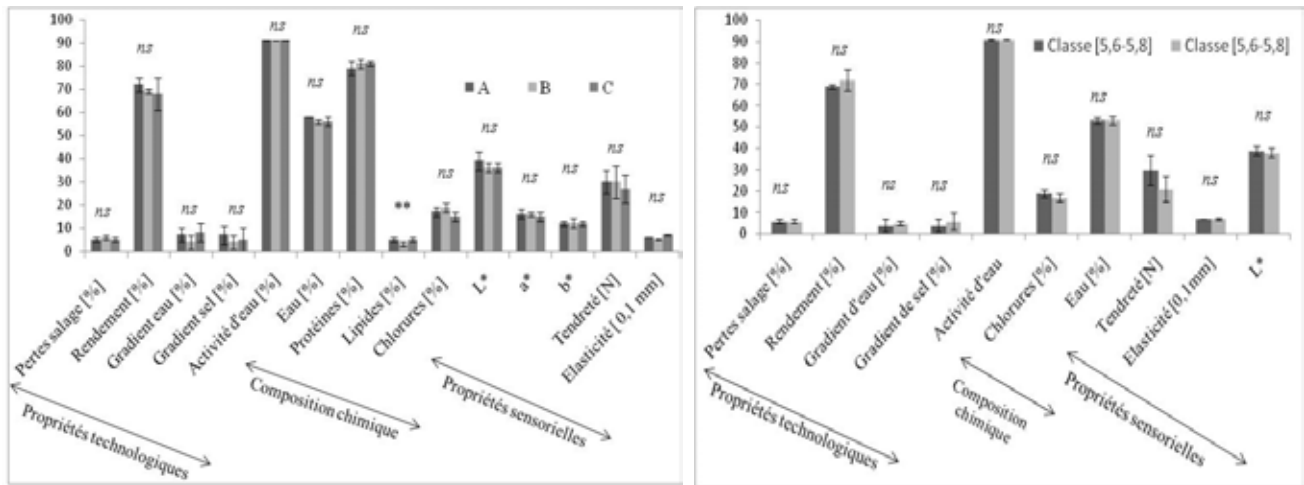 100
90
80
70
60
50
40
30
20
10
0
ns
ns
ns
ns
ns
ns
ns
**
ns
ns
ns
ns
ns
ns
A B C
Pertes salage [%]
Rendement [%]
Gradient eau [%]
Gradient sel [%]
Activité d'eau [%]
Eau [%]
Protéines [%]
Lipides [%]
Chlorures [%]
L*
a*
b*
Tendreté [N]
Elasticité [0,1mm]
Propriétés technologiques
Composition chimique
Propriétés sensorielles
100
90
80
70
60
50
40
30
20
10
0
Classe [5,6-5,8] Classe [5,6-5,8]
ns
ns
ns
ns
ns
ns
ns
ns
ns
ns
Pertes salage [%]
Rendement [%]
Gradient d'eau [%]
Gradient de sel [%]
Activité d'eau
Chlorures [%]
Eau [%]
Tendreté [N]
Elasticité [0,1mm]
L*
Propriétés technologiques
Composition
chimique
Propriétés sensorielles